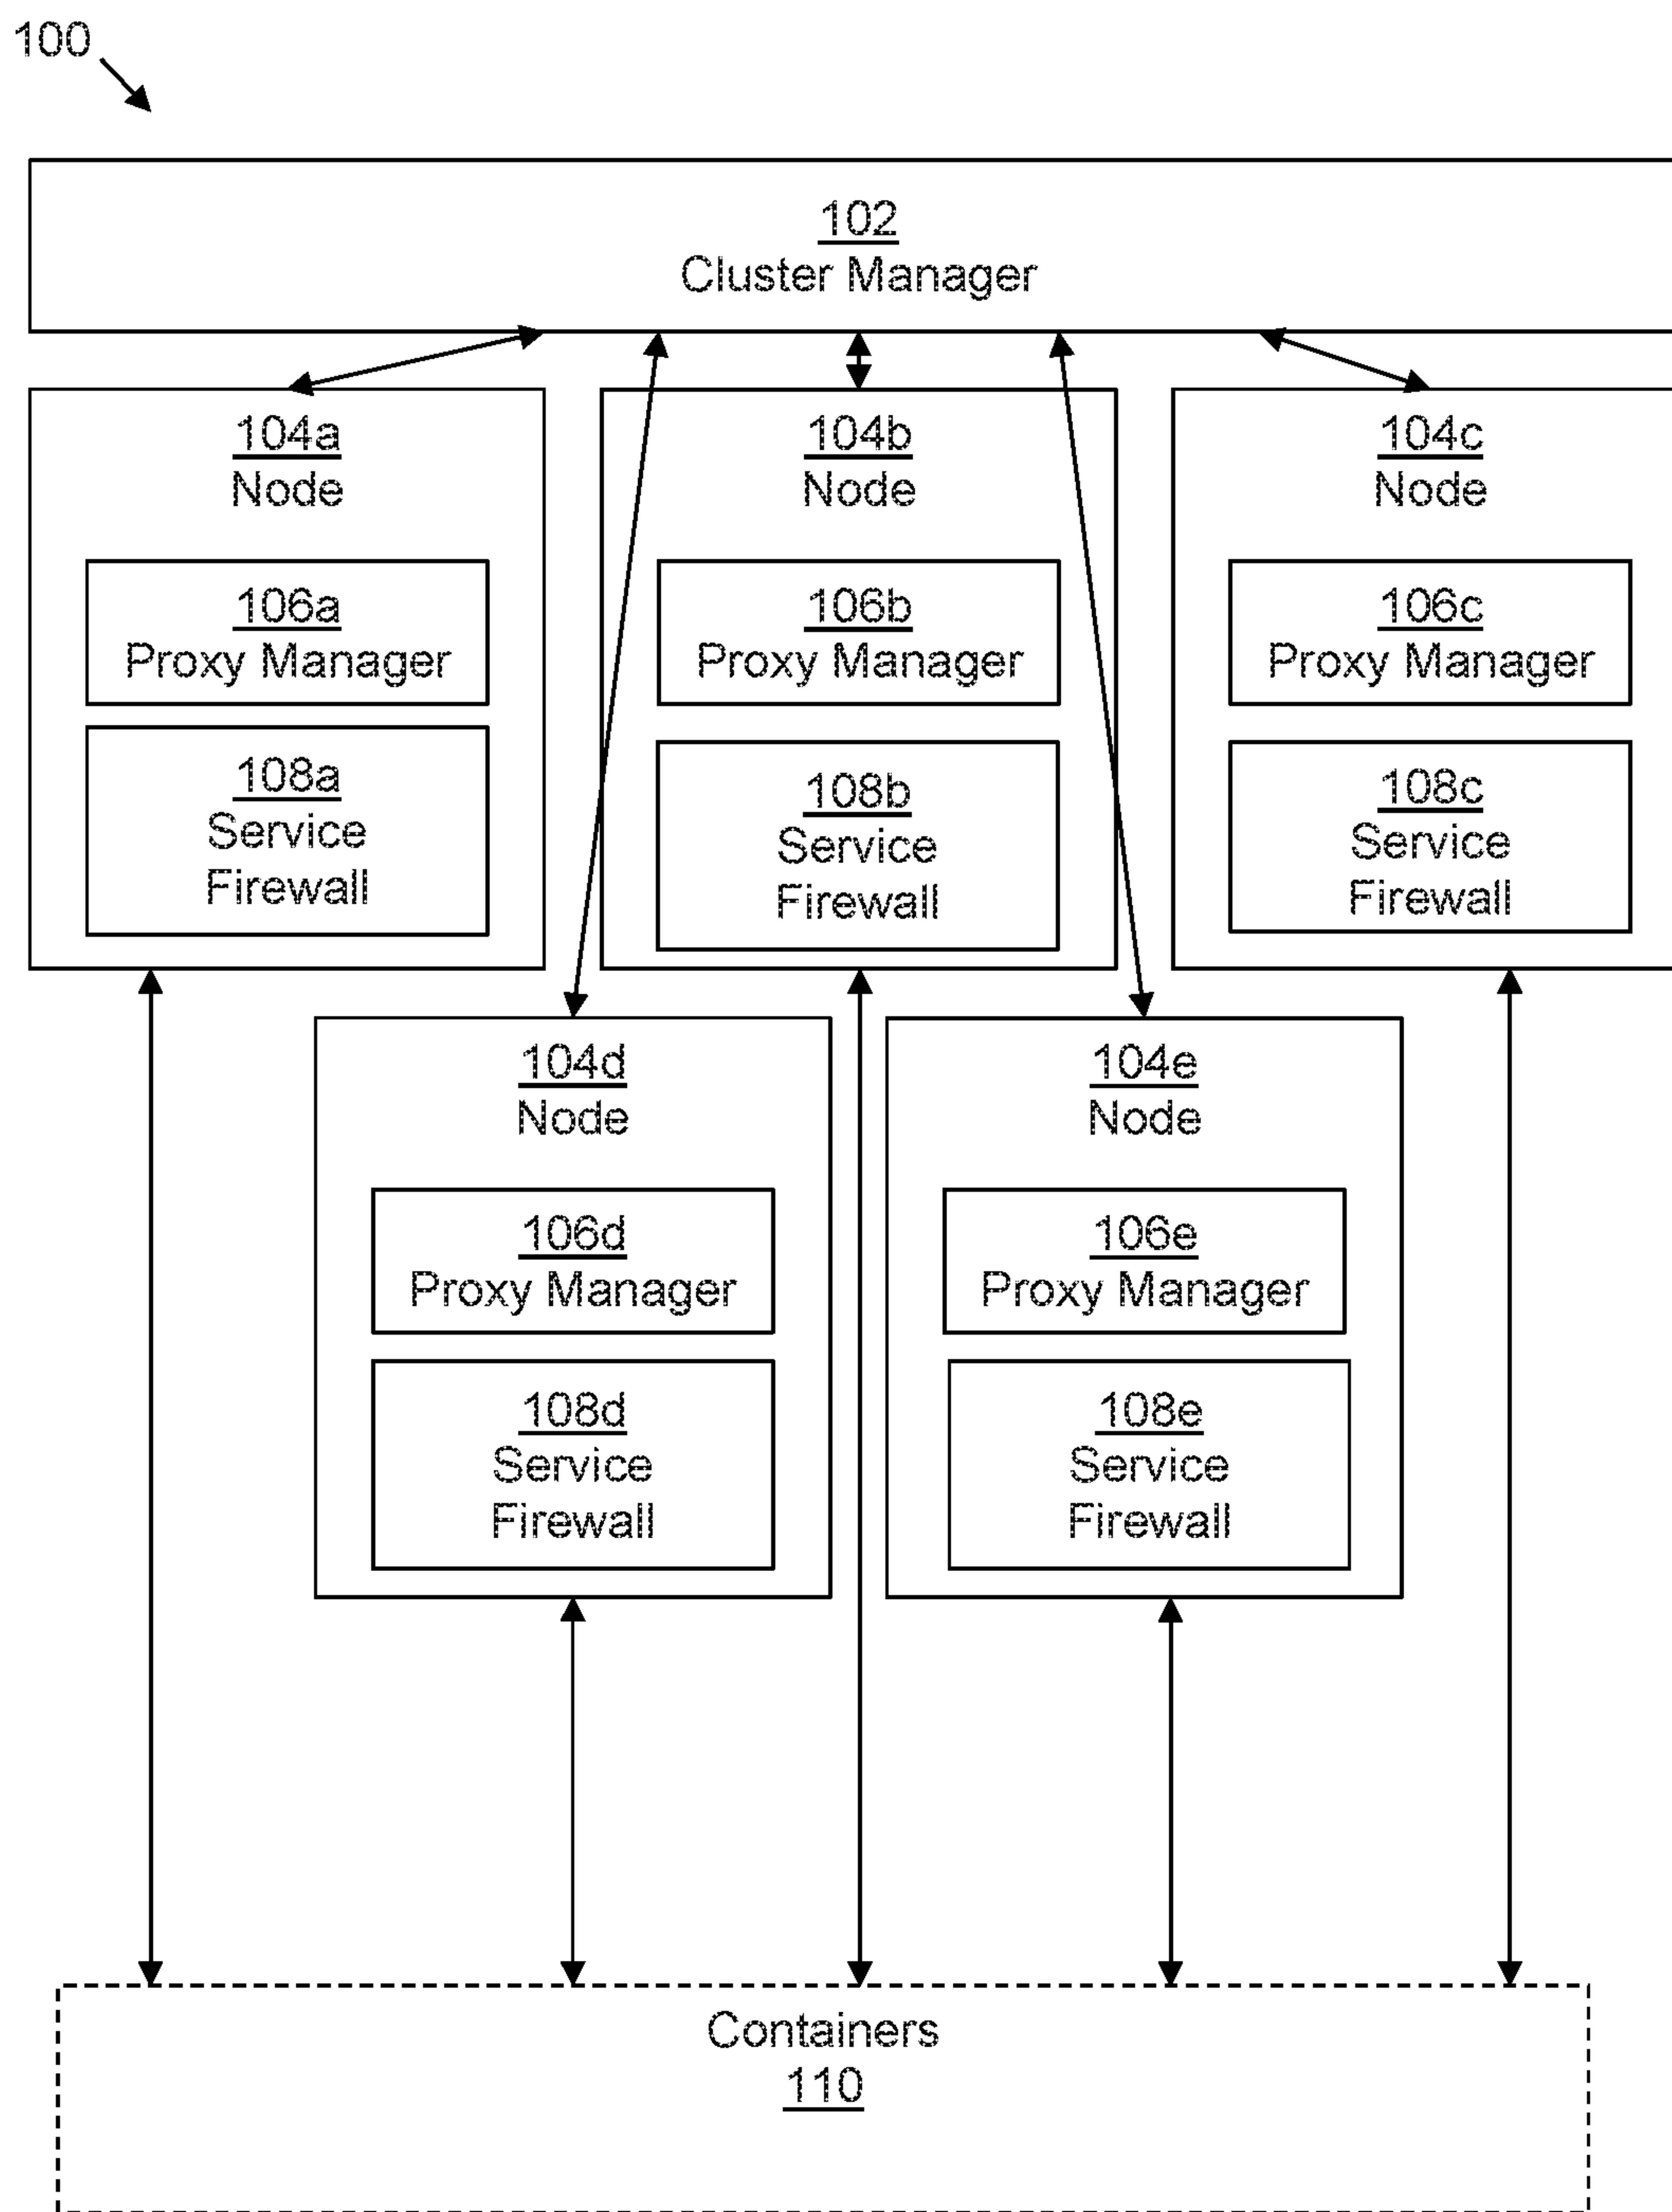 100
102
Cluster Manager
104a
Node
106a
Proxy Manager
108a
Service
Firewall
104b
Node
106b
Proxy Manager
108b
Service
Firewall
104c
Node
106c
Proxy Manager
108c
Service
Firewall
104d
Node
106d
Proxy Manager
108d
Service
Firewall
104e
Node
106e
Proxy Manager
108e
Service
Firewall
Containers
110